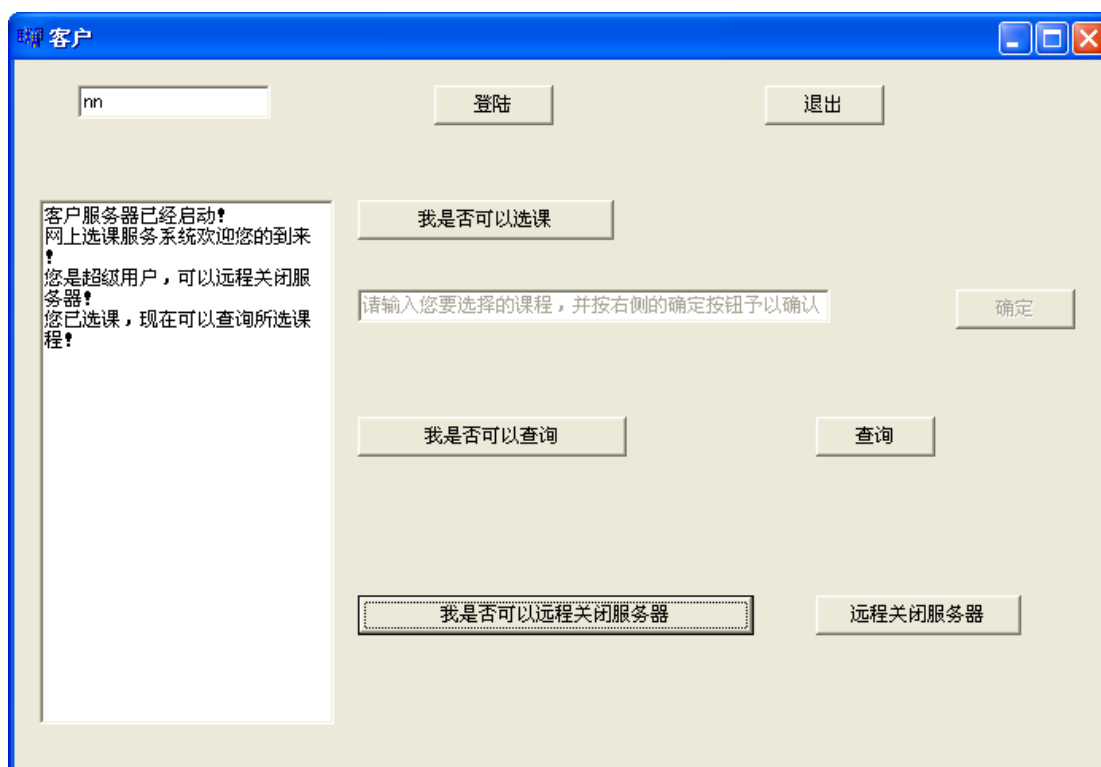 客户
nn
登陆
退出
客户服务器已经启动!
网上选课服务系统欢迎您的到来
!
您是超级用户,可以远程关闭服
务器!
您已选课,现在可以查询所选课
程!
我是否可以选课
请输入您要选择的课程,并按右侧的确定按钮予以确认
确定
我是否可以查询
查询
我是否可以远程关闭服务器
远程关闭服务器